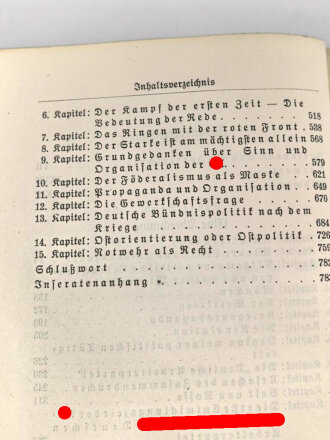 Inhaltsverzeichnis
6. Kapitel: Der Kampf der ersten Zeit — Die
Bedeutung der Rede . . . . . . . 518
7. Kapitel: Das Ringen mit der roten Front . 538
8. Kapitel: Der Starke ist am mächtigsten allein 568
9. Kapitel: Grundgedanken über Sinn und
Organisation der . . . . . . . 579
10. Kapitel: Der Föderalismus als Maske . . 621
11. Kapitel: Propaganda und Organisation . . 649
12. Kapitel: Die Gewerkschaftsfrage . . . . 670
13. Kapitel: Deutsche Bündnispolitik nach dem
Kriege . . . . . . . . . . 684
14. Kapitel: Ostorientierung oder Ostpolitik . 726
15. Kapitel: Notwehr als Recht . . . . . . 759
Schlußwort . . . . . . . . . . . . 782
Inseratenanhang . . . . . . . . . . 783